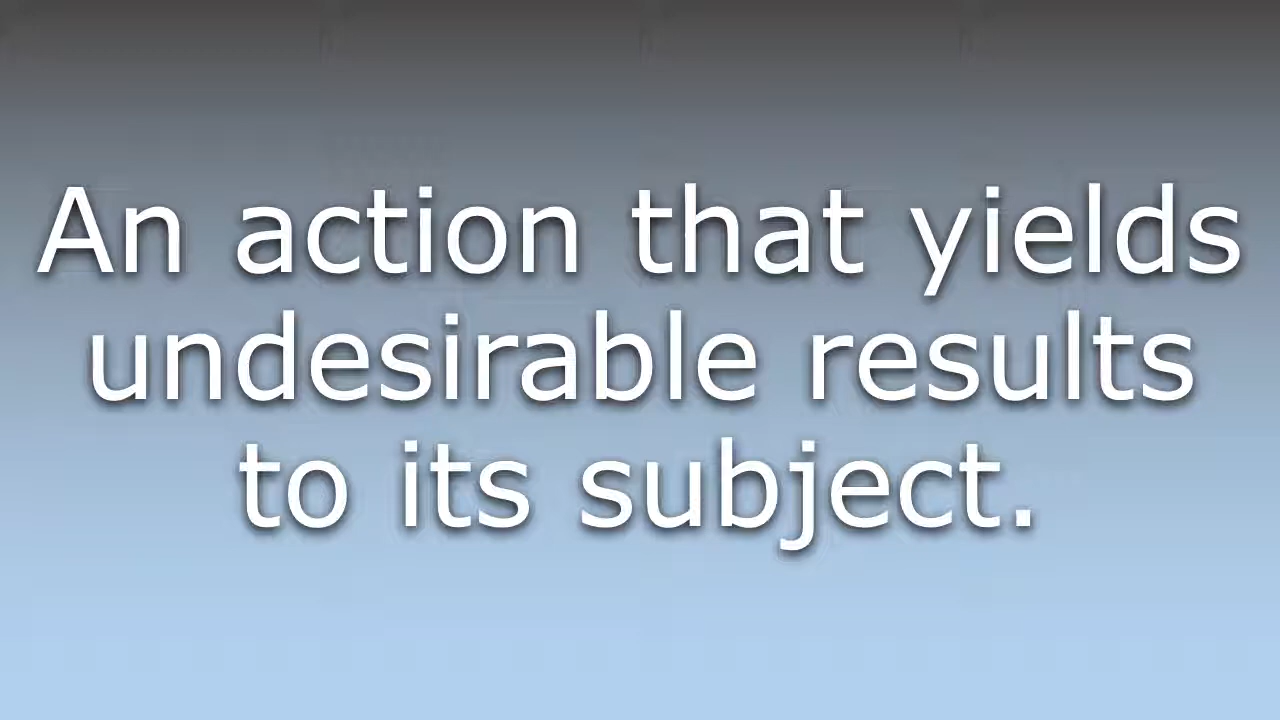 An action that yields
undesirable results
to its subject.